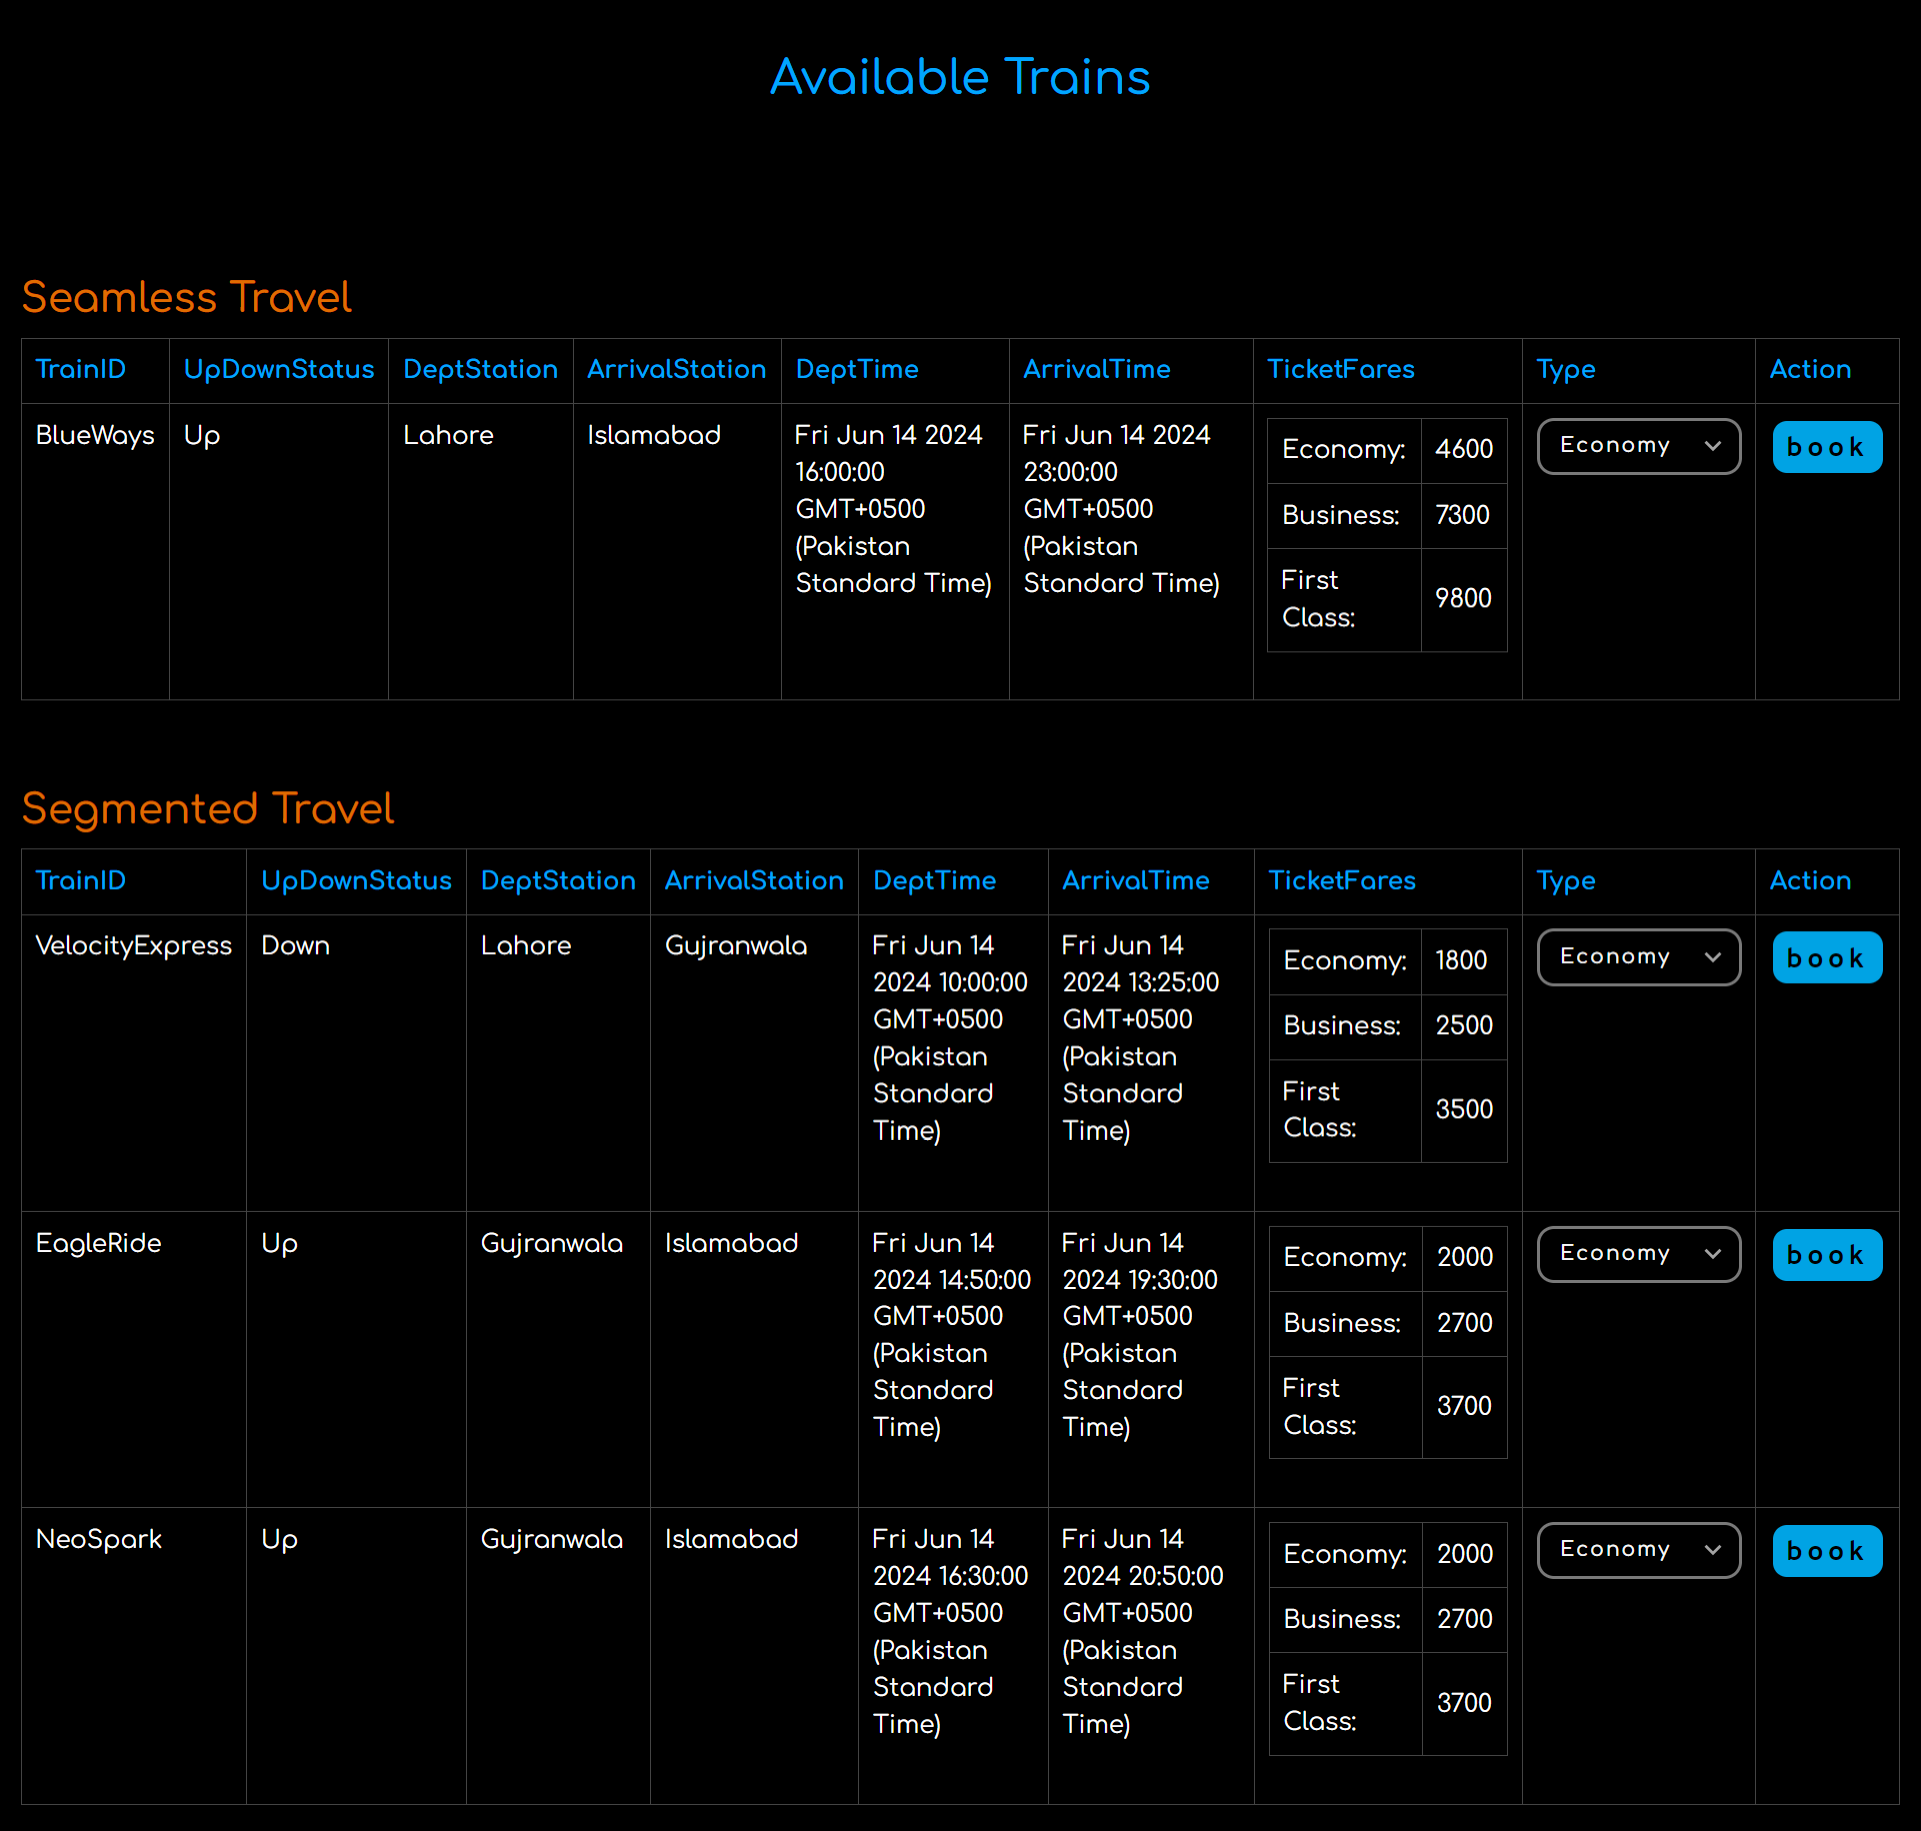 Available Trains
Seamless Travel
TrainID UpDownStatus DeptStation ArrivalStation DeptTime ArrivalTime TicketFares Type Action
BlueWays Up Lahore Islamabad Fri Jun 14 2024 Fri Jun 14 2024 Economy: 4600 Economy book
16:00:00 23:00:00
GMT+0500 GMT+0500 Business: 7300
(Pakistan (Pakistan
Standard Time) Standard Time) First
Class: 9800
Segmented Travel
TrainID UpDownStatus DeptStation ArrivalStation DeptTime ArrivalTime TicketFares Type Action
VelocityExpress Down Lahore Gujranwala Fri Jun 14 Fri Jun 14 Economy: 1800 Economy book
2024 10:00:00 2024 13:25:00
GMT+0500 GMT+0500 Business: 2500
(Pakistan (Pakistan
Standard Standard First
Time) Time) Class: 3500
EagleRide Up Gujranwala Islamabad Fri Jun 14 Fri Jun 14 Economy: 2000 Economy book
2024 14:50:00 2024 19:30:00
GMT+0500 GMT+0500 Business: 2700
(Pakistan (Pakistan
Standard Standard First
Time) Time) Class: 3700
NeoSpark Up Gujranwala Islamabad Fri Jun 14 Fri Jun 14 Economy: 2000 Economy book
2024 16:30:00 2024 20:50:00
GMT+0500 GMT+0500 Business: 2700
(Pakistan (Pakistan
Standard Standard First
Time) Time) Class: 3700